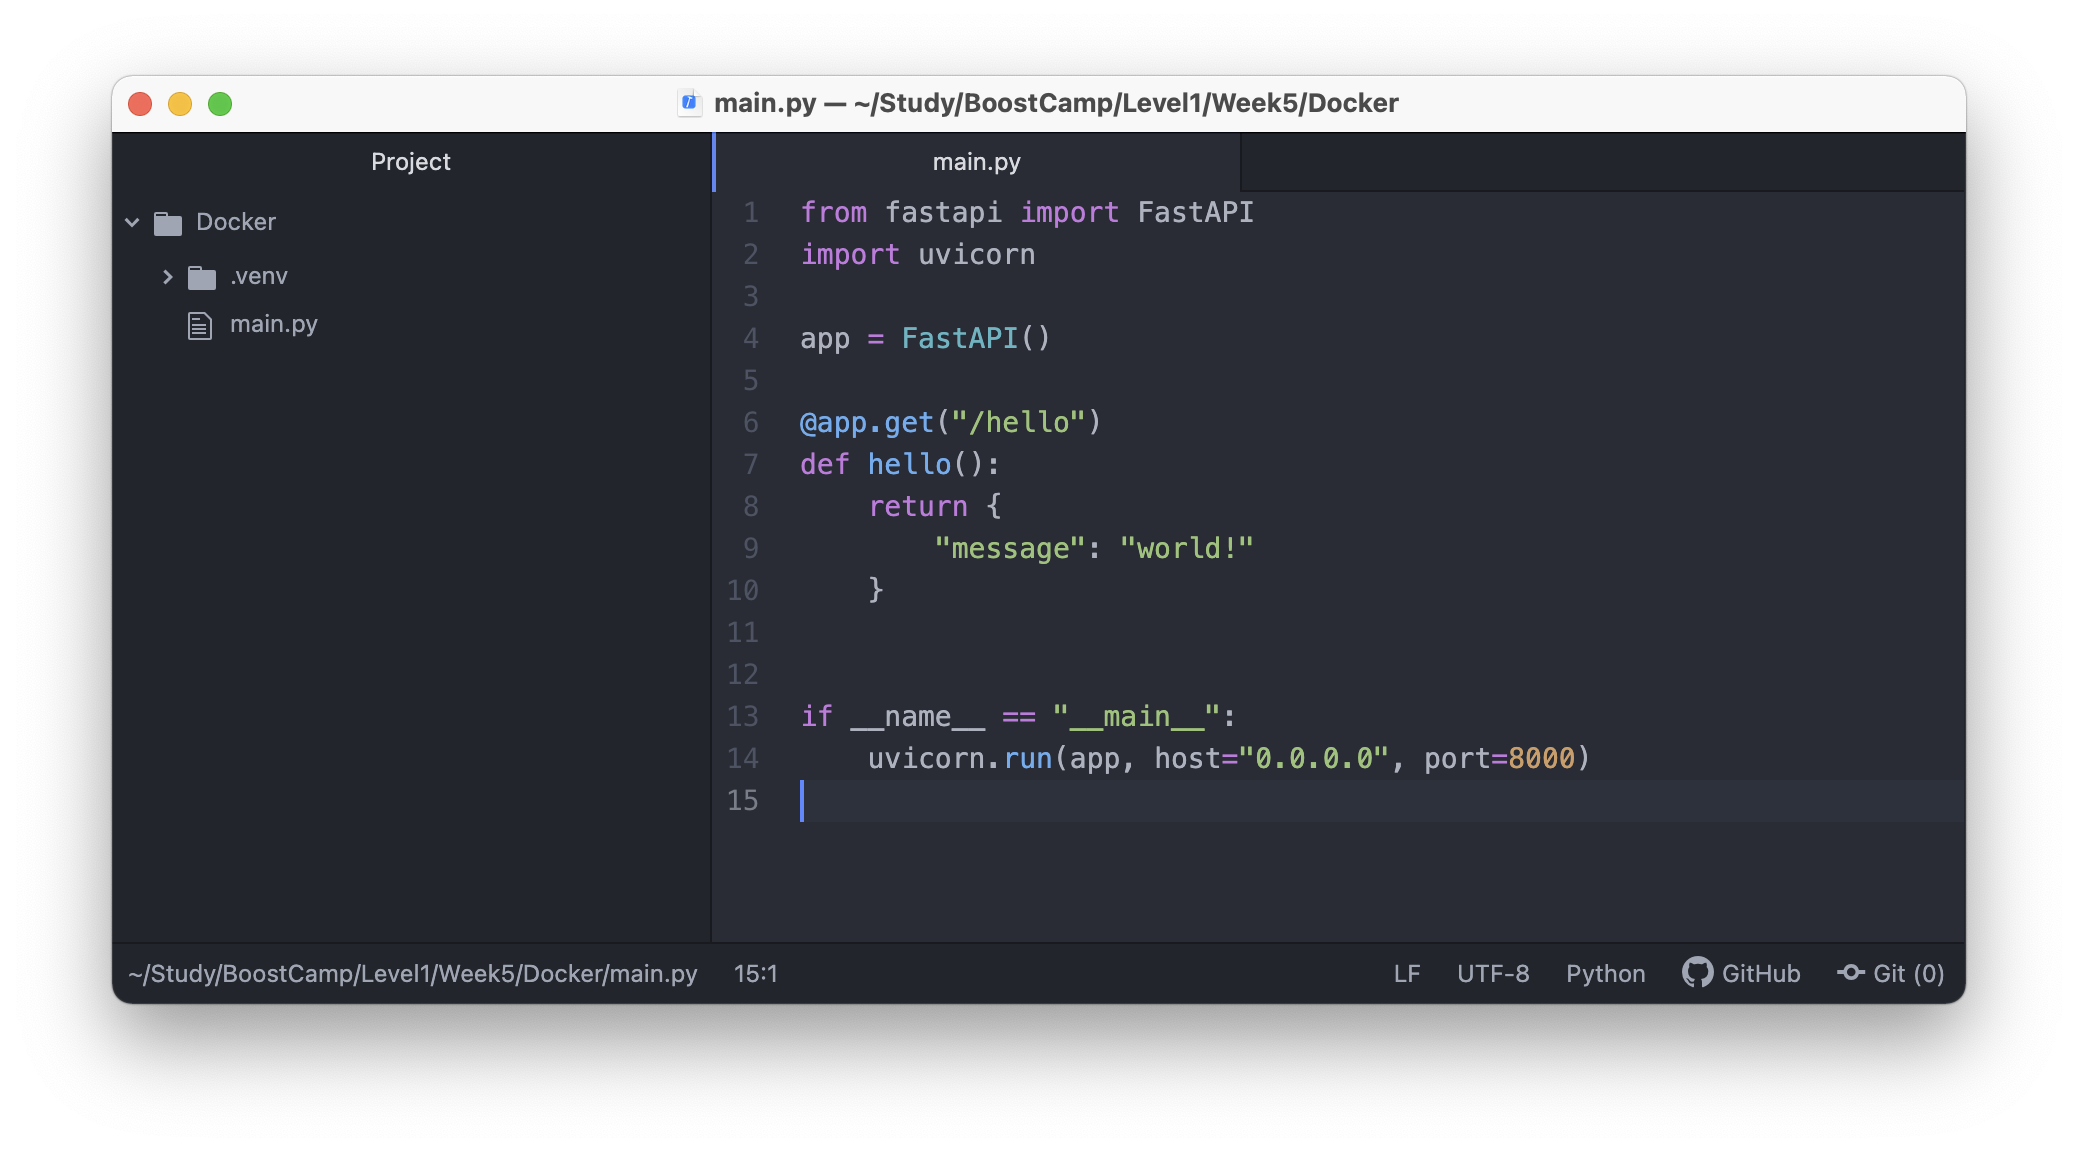 main.py — ~/Study/BoostCamp/Level1/Week5/Docker
Project
Docker
.venv
main.py
main.py
1 from fastapi import FastAPI
2 import uvicorn
3
4 app = FastAPI()
5
6 @app.get("/hello")
7 def hello():
8     return {
9         "message": "world!"
10     }
11
12
13 if __name__ == "__main__":
14     uvicorn.run(app, host="0.0.0.0", port=8000)
15
~/Study/BoostCamp/Level1/Week5/Docker/main.py 15:1 LF UTF-8 Python GitHub Git (0)